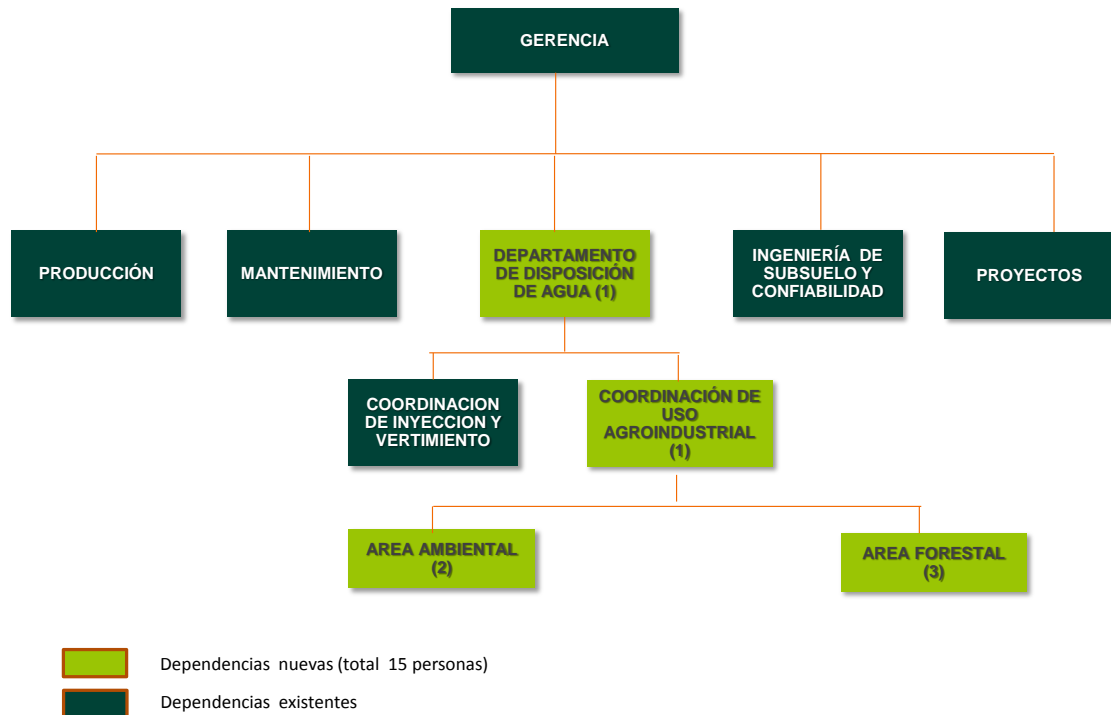 GERENCIA
PRODUCCIÓN
MANTENIMIENTO
DEPARTAMENTO
DE DISPOSICIÓN
DE AGUA (1)
INGENIERÍA DE
SUBSUELO Y
CONFIABILIDAD
PROYECTOS
COORDINACION
DE INYECCION Y
VERTIMIENTO
COORDINACIÓN DE
USO
AGROINDUSTRIAL
(1)
AREA AMBIENTAL
(2)
AREA FORESTAL
(3)
Dependencias nuevas (total 15 personas)
Dependencias existentes